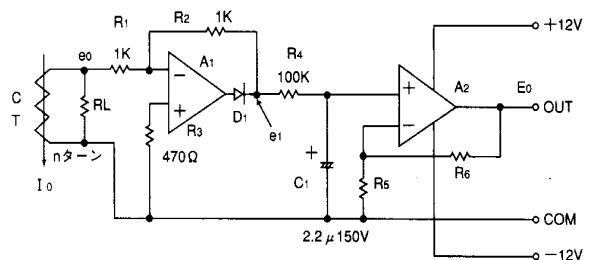 R1
R2
1K
1K
e0
A1
−
+
D1
e1
R3
470Ω
C
T
RL
nターン
I0
R4
100K
+
C1
2.2μ150V
A2
+
−
R5
R6
+12V
E0
OUT
COM
−12V